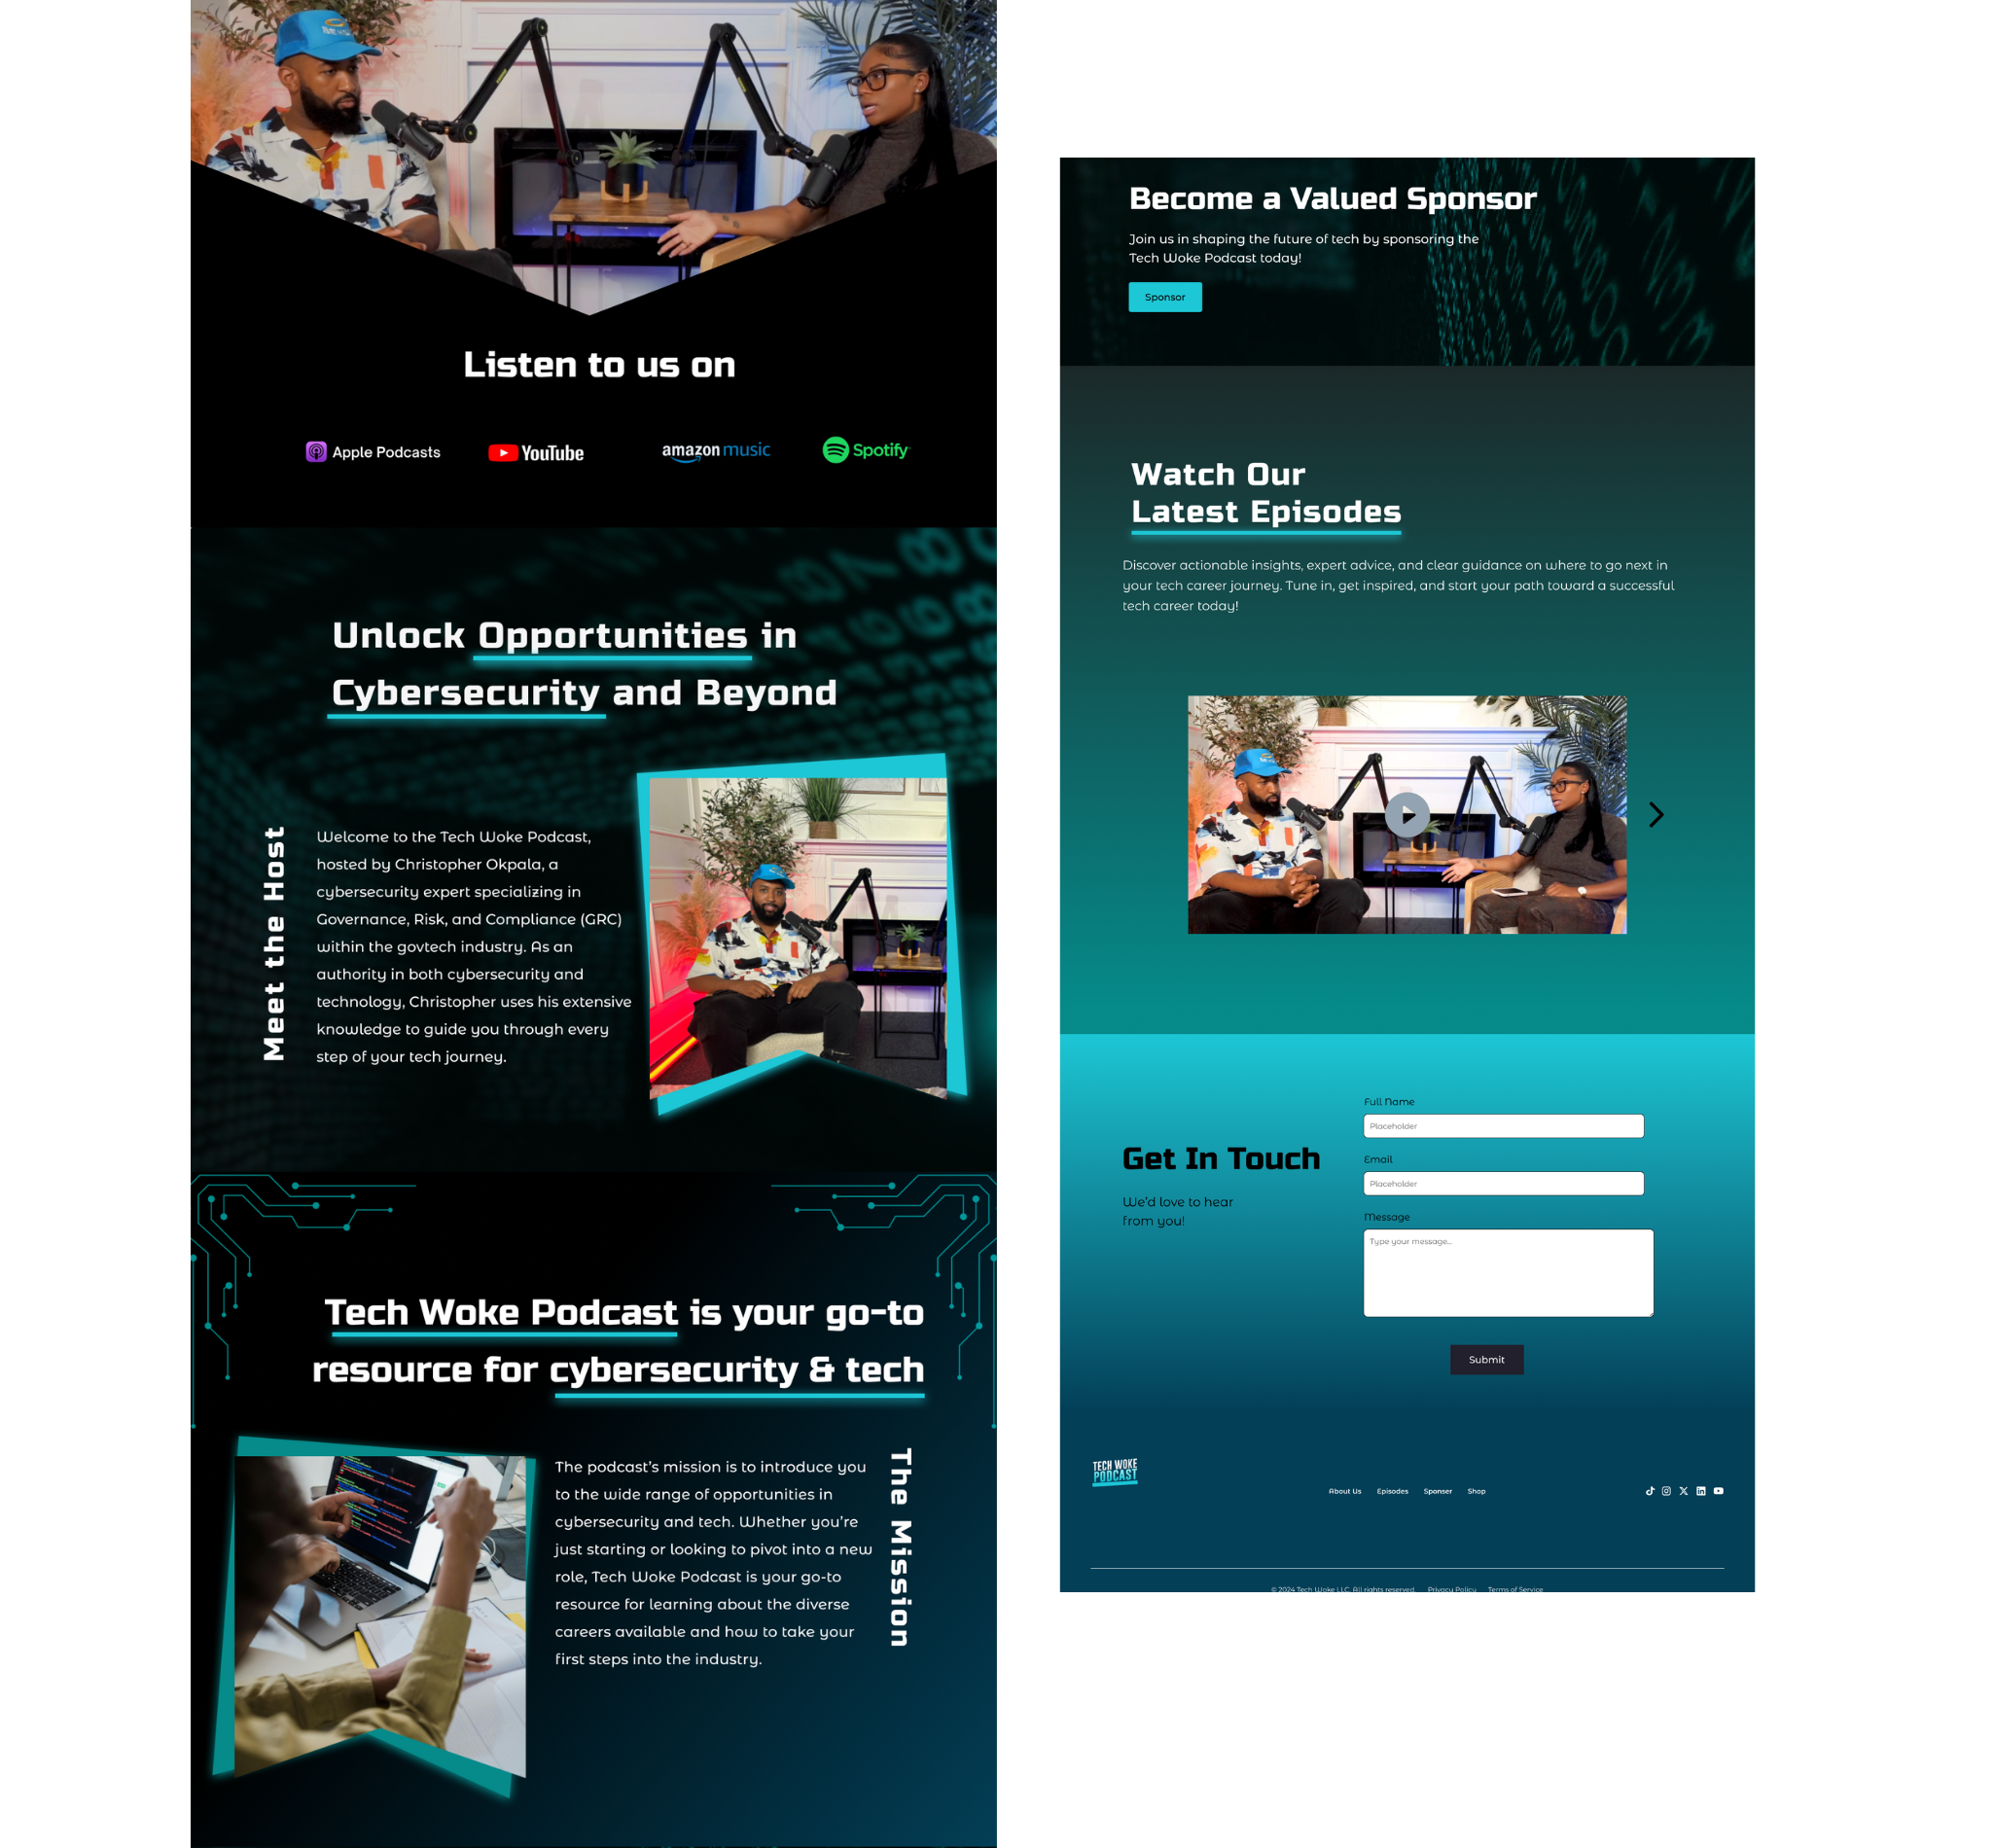 Listen to us on
Apple Podcasts
YouTube
amazon music
Spotify
Unlock Opportunities in
Cybersecurity and Beyond
Meet the Host
Welcome to the Tech Woke Podcast,
hosted by Christopher Okpala, a
cybersecurity expert specializing in
Governance, Risk, and Compliance (GRC)
within the govtech industry. As an
authority in both cybersecurity and
technology, Christopher uses his extensive
knowledge to guide you through every
step of your tech journey.
Tech Woke Podcast is your go-to
resource for cybersecurity & tech
The podcast's mission is to introduce you
to the wide range of opportunities in
cybersecurity and tech. Whether you're
just starting or looking to pivot into a new
role, Tech Woke Podcast is your go-to
resource for learning about the diverse
careers available and how to take your
first steps into the industry.
The Mission
Become a Valued Sponsor
Join us in shaping the future of tech by sponsoring the
Tech Woke Podcast today!
Sponsor
Watch Our
Latest Episodes
Discover actionable insights, expert advice, and clear guidance on where to go next in
your tech career journey. Tune in, get inspired, and start your path toward a successful
tech career today!
Get In Touch
We'd love to hear
from you!
Full Name
Placeholder
Email
Placeholder
Message
Type your message...
Submit
TECH WOKE
PODCAST
About Us
Episodes
Sponser
Shop
© 2024 Tech Woke LLC. All rights reserved.
Privacy Policy
Terms of Service